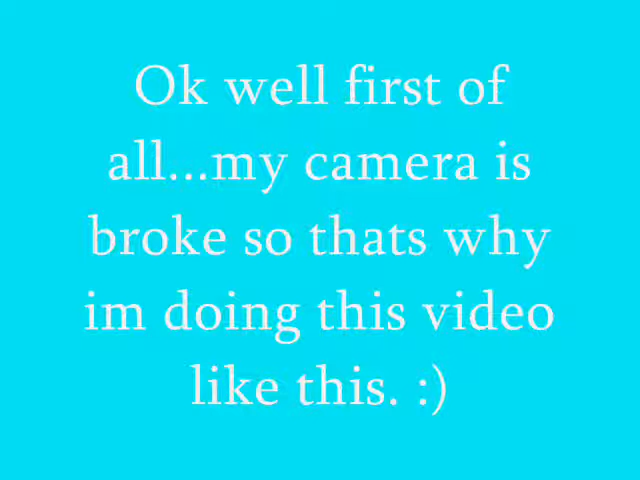 Ok well first of
all...my camera is
broke so thats why
im doing this video
like this. :)